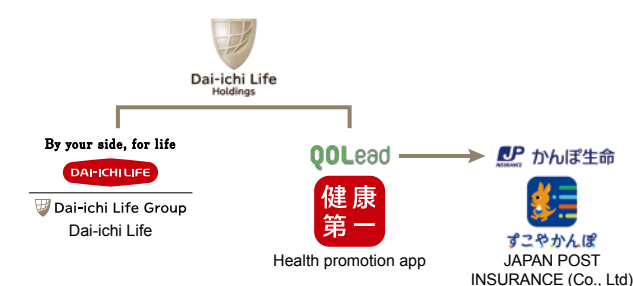 Dai-ichi Life
Holdings
By your side, for life
DAI-ICHI LIFE
Dai-ichi Life Group
Dai-ichi Life
QOLead
健康
第一
Health promotion app
JP
INSURANCE
かんぽ生命
すこやかんぽ
JAPAN POST
INSURANCE (Co., Ltd)